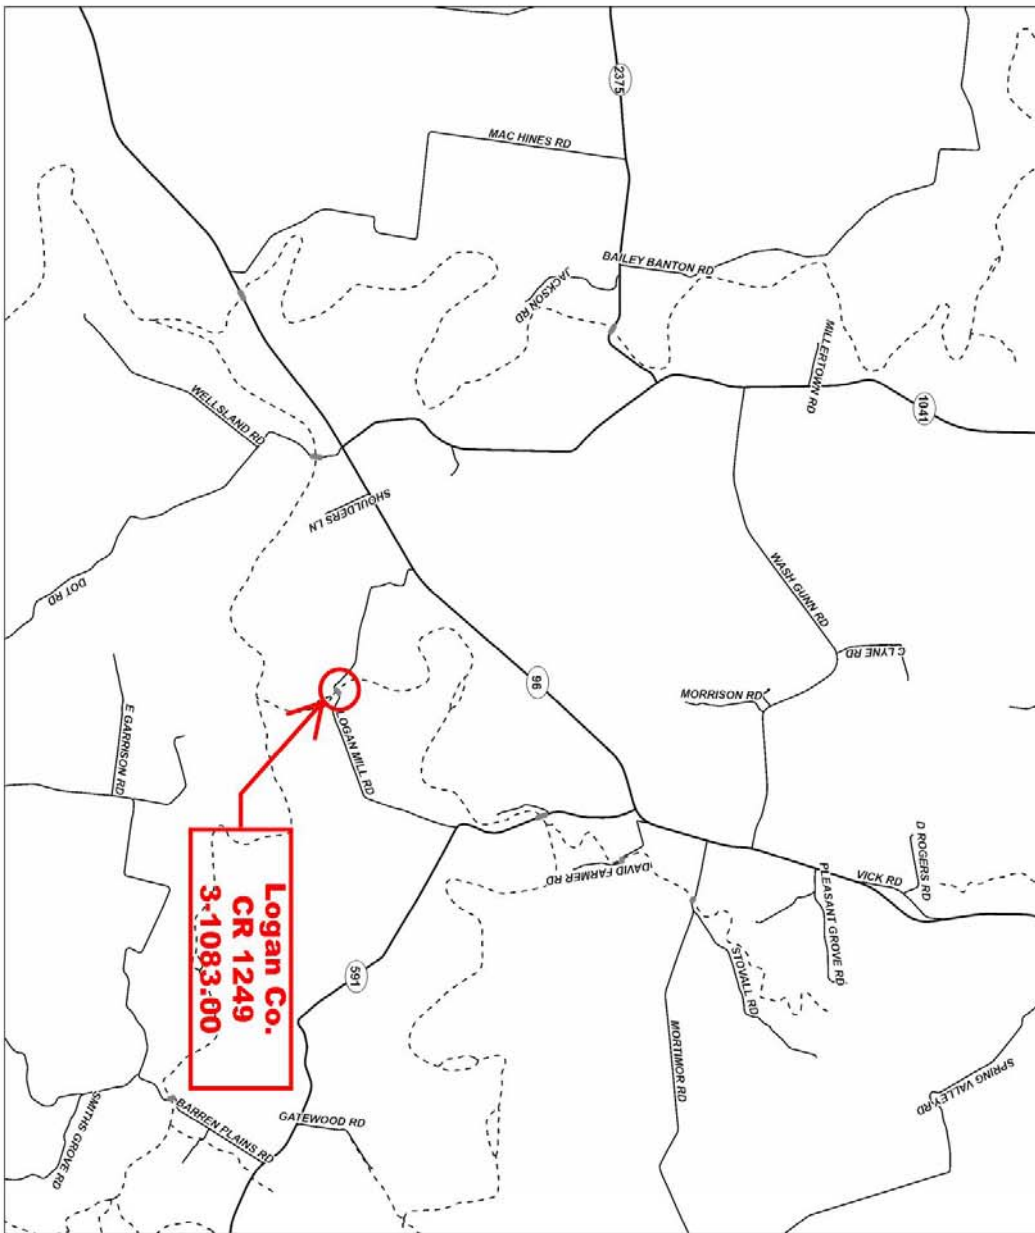 2375
MAC HINES RD
BAILEY BANTON RD
JACKSON RD
MILLERTOWN RD
1041
WELLSLAND RD
SHOULDERS LN
DOT RD
WASH GUNN RD
C LYNE RD
MORRISON RD
96
E GARRISON RD
LOGAN MILL RD
DAVID FARMER RD
D ROGERS RD
VICK RD
PLEASANT GROVE RD
STOVALL RD
591
MORTIMOR RD
SPRING VALLEY RD
SMITHS GROVE RD
BARREN PLAINS RD
GATEWOOD RD
Logan Co.
CR 1249
3-1083.00